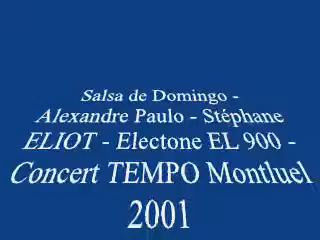 Salsa de Domingo -
Alexandre Paulo - Stéphane
ELIOT - Electone EL 900 -
Concert TEMPO Montluel
2001